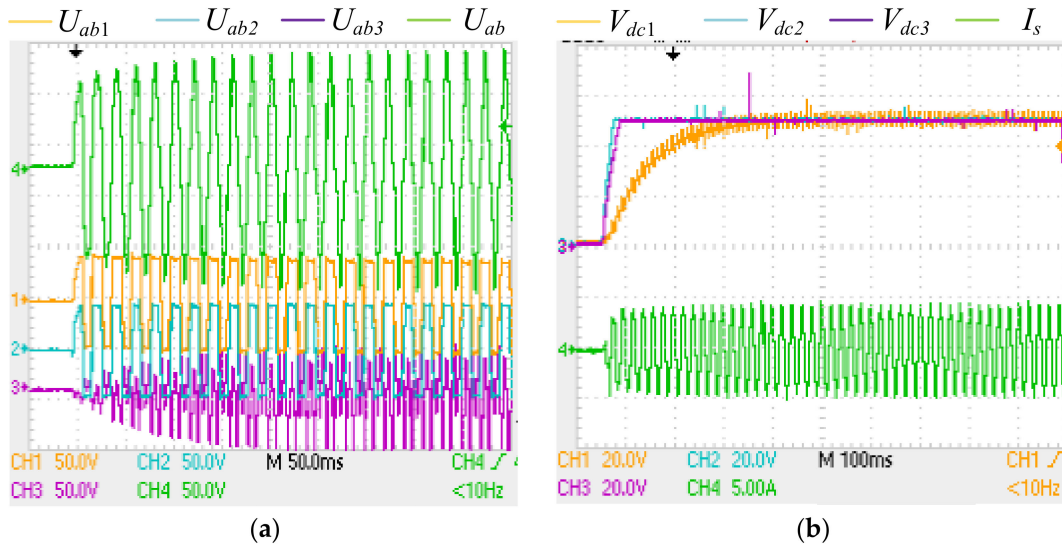 U_ab1 U_ab2 U_ab3 U_ab
V_dc1 V_dc2 V_dc3 I_s
4
1
2
3
3
4
CH1 50.0V CH2 50.0V M 50.0ms CH4
CH3 50.0V CH4 50.0V <10Hz
CH1 20.0V CH2 20.0V M 100ms CH1
CH3 20.0V CH4 5.00A <10Hz
(a)
(b)